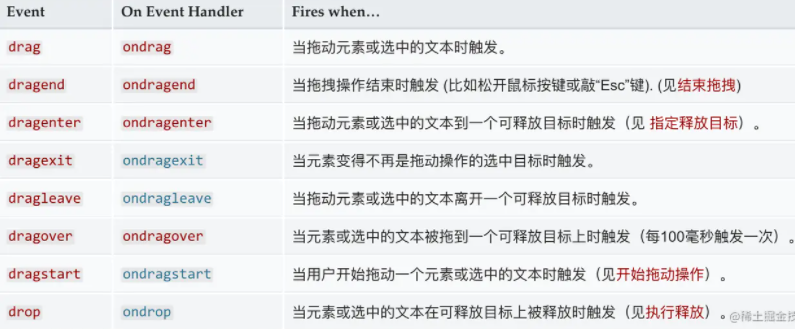 Event On Event Handler Fires when…
drag ondrag 当拖动元素或选中的文本时触发。
dragend ondragend 当拖拽操作结束时触发 (比如松开鼠标按键或敲“Esc”键). (见结束拖拽)
dragenter ondragenter 当拖动元素或选中的文本到一个可释放目标时触发（见 指定释放目标）。
dragexit ondragexit 当元素变得不再是拖动操作的选中目标时触发。
dragleave ondragleave 当拖动元素或选中的文本离开一个可释放目标时触发。
dragover ondragover 当元素或选中的文本被拖到一个可释放目标上时触发（每100毫秒触发一次）。
dragstart ondragstart 当用户开始拖动一个元素或选中的文本时触发（见开始拖动操作）。
drop ondrop 当元素或选中的文本在可释放目标上被释放时触发（见执行释放）。
@稀土掘金技